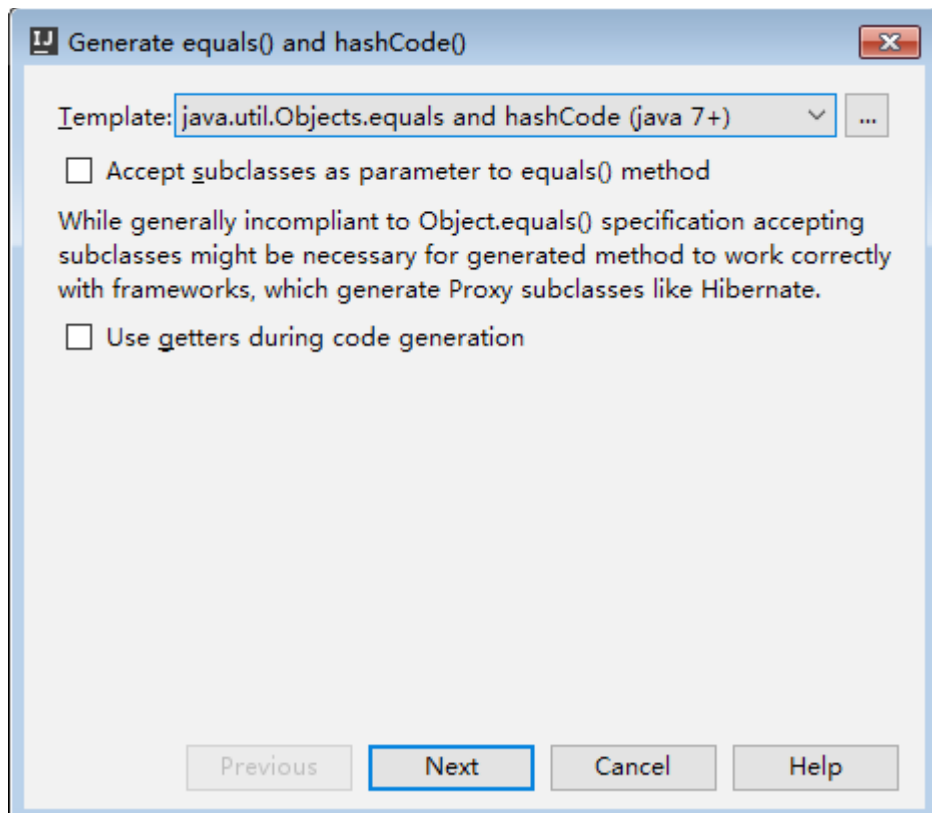 IJ Generate equals() and hashCode()
Template: java.util.Objects.equals and hashCode (java 7+) ...
Accept subclasses as parameter to equals() method
While generally incompliant to Object.equals() specification accepting
subclasses might be necessary for generated method to work correctly
with frameworks, which generate Proxy subclasses like Hibernate.
Use getters during code generation
Previous Next Cancel Help